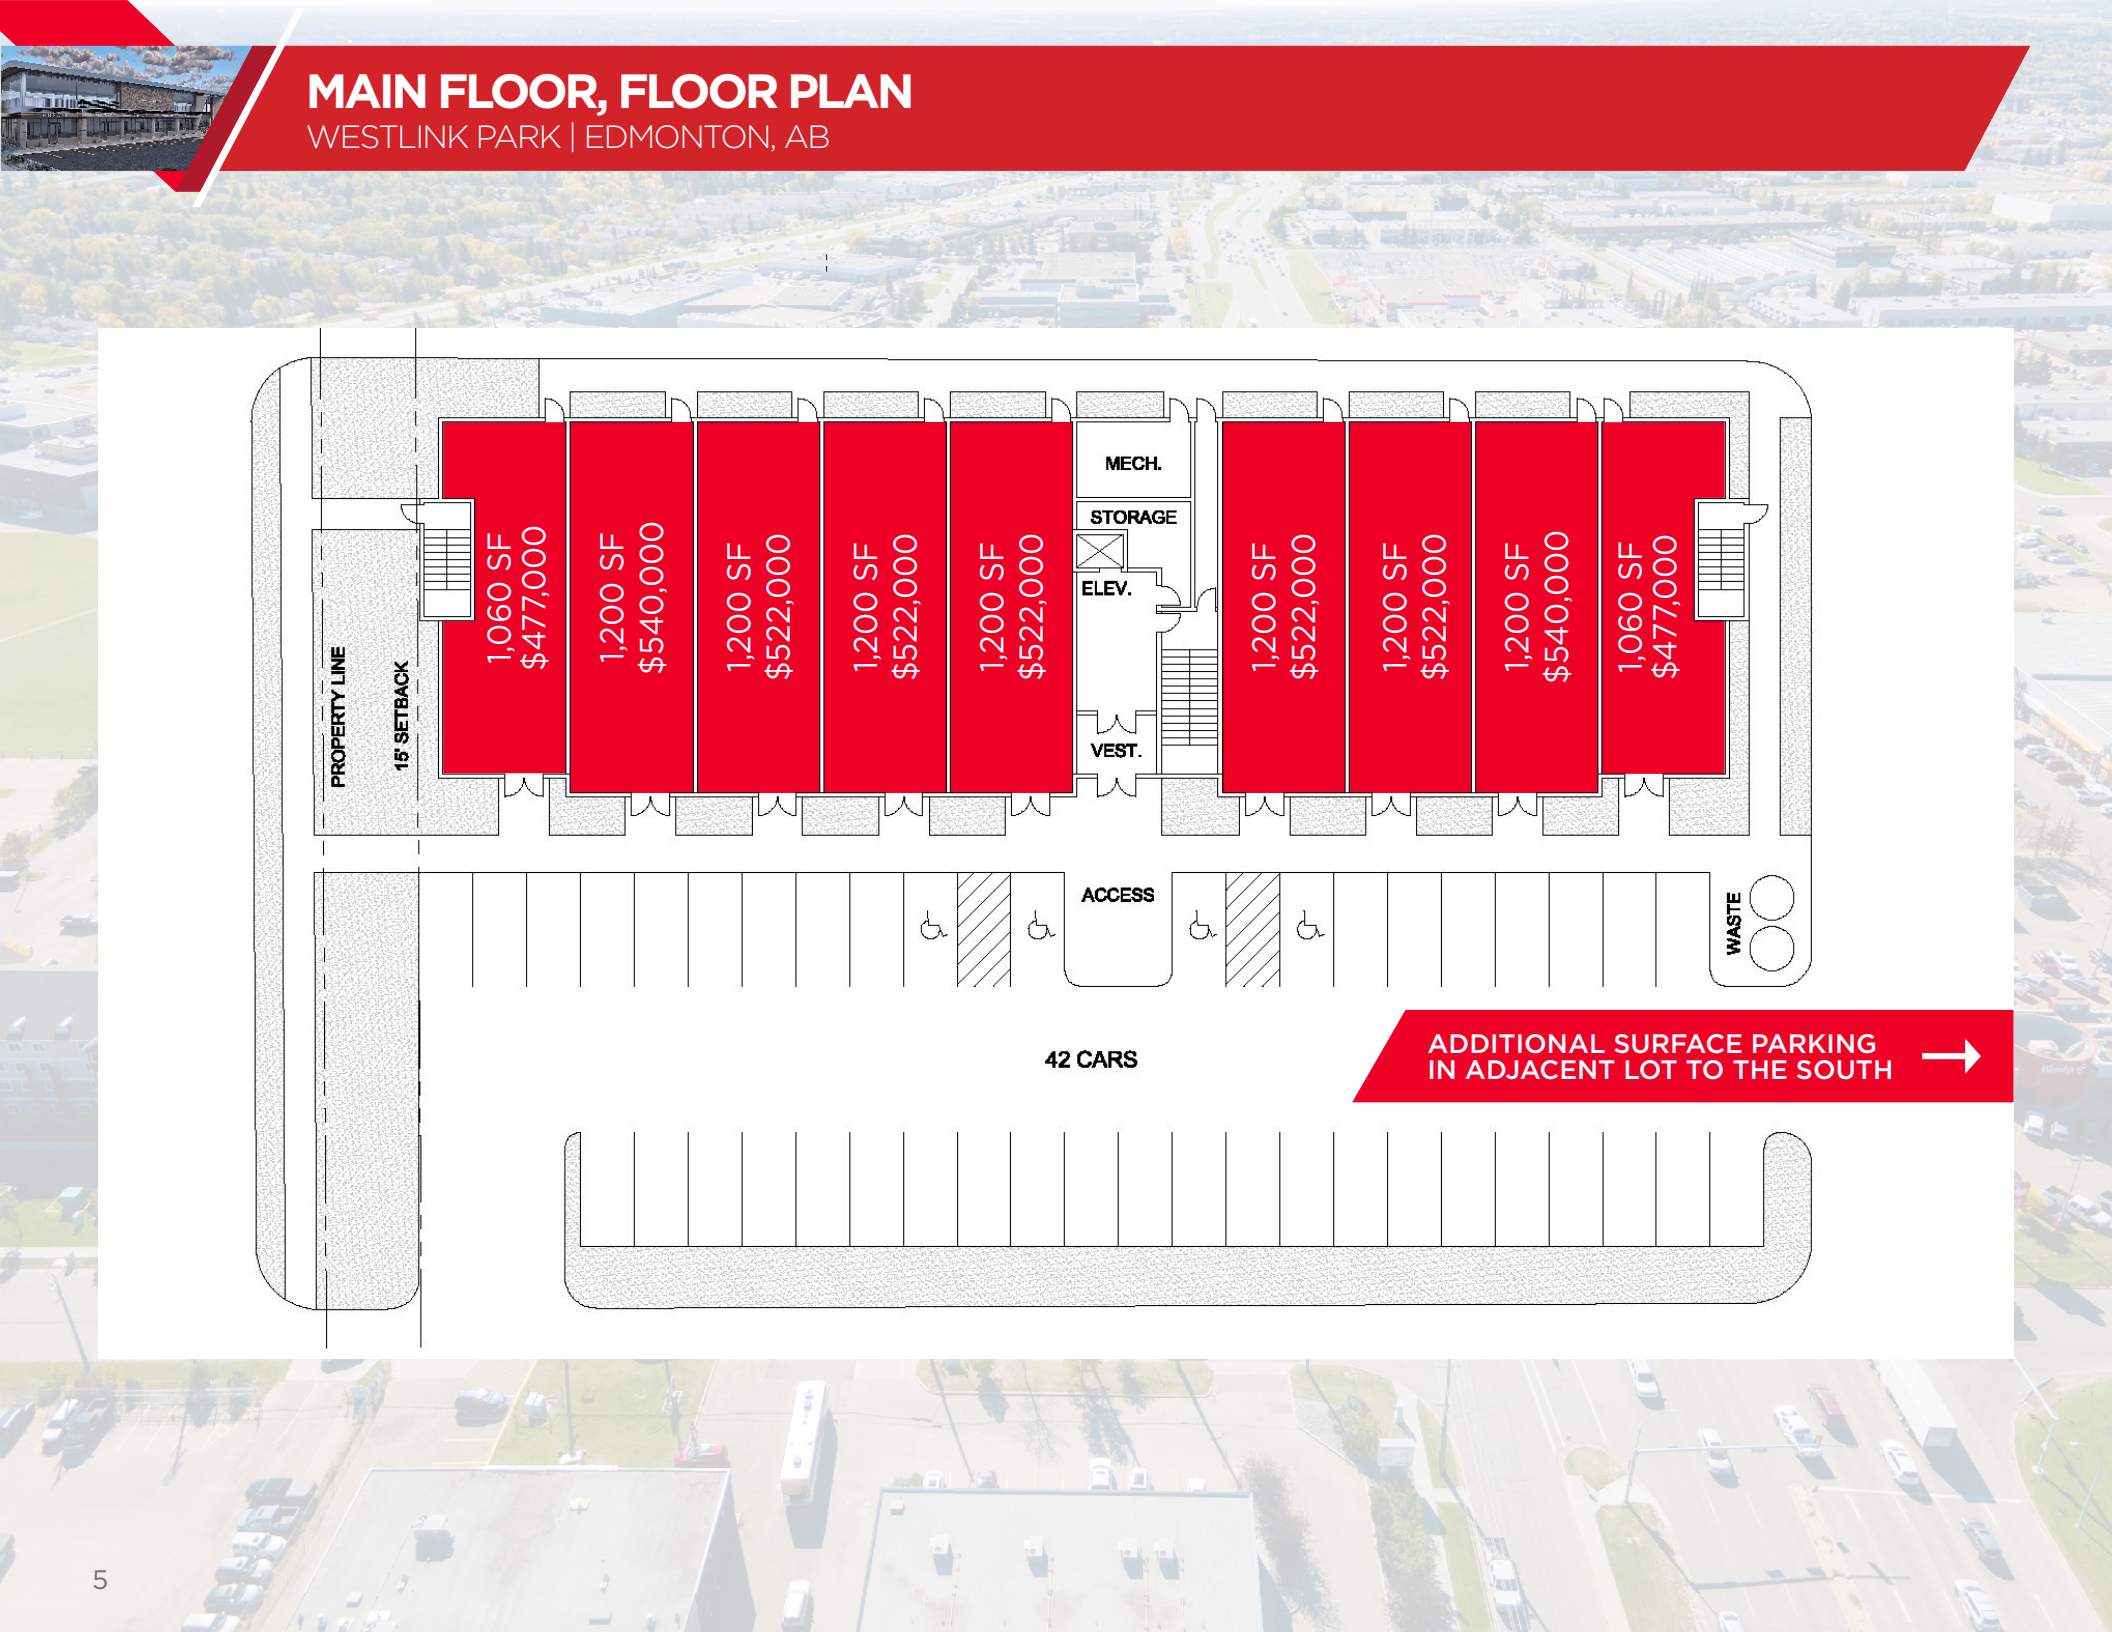 MAIN FLOOR, FLOOR PLAN
WESTLINK PARK | EDMONTON, AB
MECH.
STORAGE
ELEV.
VEST.
PROPERTY LINE
15' SETBACK
1,060 SF
$477,000
1,200 SF
$540,000
1,200 SF
$522,000
1,200 SF
$522,000
1,200 SF
$522,000
1,200 SF
$522,000
1,200 SF
$522,000
1,200 SF
$540,000
1,060 SF
$477,000
ACCESS
WASTE
42 CARS
ADDITIONAL SURFACE PARKING
IN ADJACENT LOT TO THE SOUTH
Wendy's
5